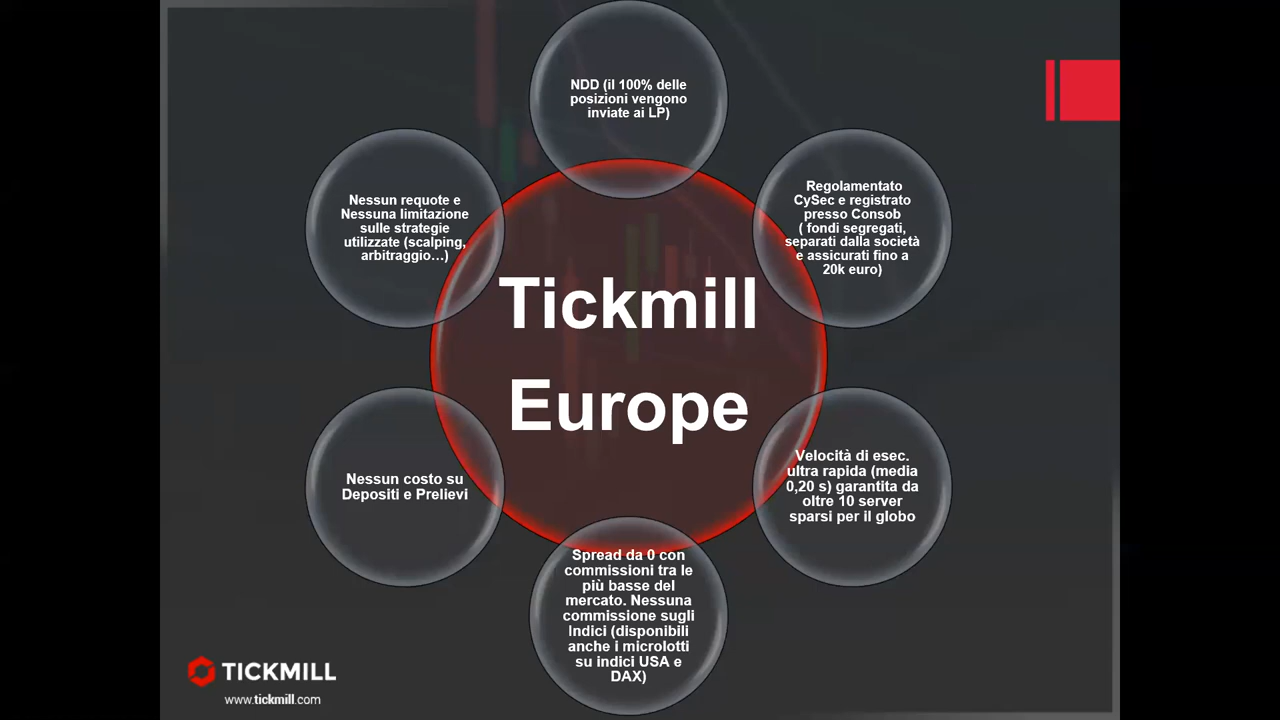 NDD (il 100% delle
posizioni vengono
inviate ai LP)
Regolamentato
CySec e registrato
presso Consob
( fondi segregati,
separati dalla società
e assicurati fino a
20k euro)
Velocità di esec.
ultra rapida (media
0,20 s) garantita da
oltre 10 server
sparsi per il globo
Spread da 0 con
commissioni tra le
più basse del
mercato. Nessuna
commissione sugli
Indici (disponibili
anche i microlotti
su indici USA e
DAX)
Nessun costo su
Depositi e Prelievi
Nessun requote e
Nessuna limitazione
sulle strategie
utilizzate (scalping,
arbitraggio...)
Tickmill
Europe
TICKMILL
www.tickmill.com